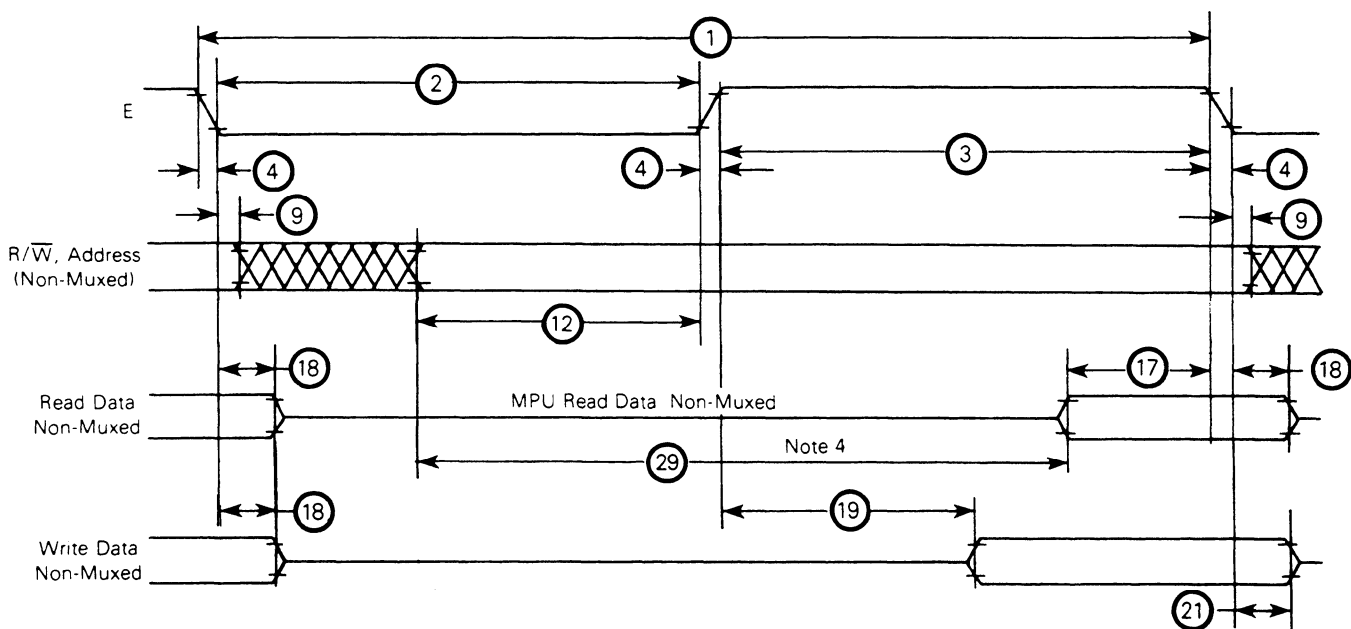 1
2
E
3
4
4
4
9
9
R/W̅, Address
(Non-Muxed)
12
18
17
18
Read Data
Non-Muxed
MPU Read Data Non-Muxed
Note 4
29
18
19
Write Data
Non-Muxed
21